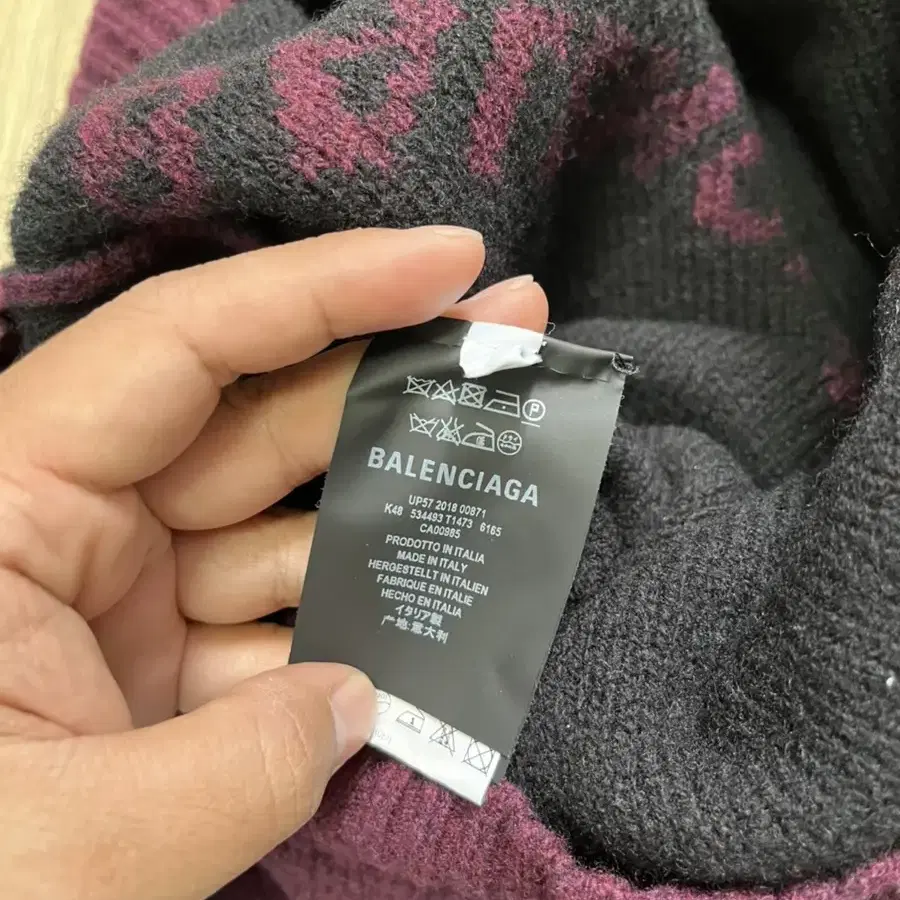 BALENCIAGA
UP57 2018 00871
K48 534493 T1473 6165
CA00985
PRODOTTO IN ITALIA
MADE IN ITALY
HERGESTELLT IN ITALIEN
FABRIQUE EN ITALIE
HECHO EN ITALIA
イタリア製
产地:意大利